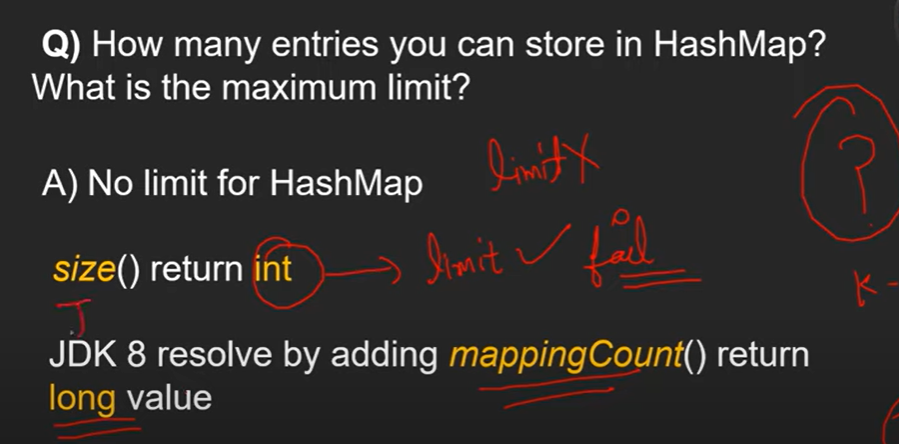 Q) How many entries you can store in HashMap?
What is the maximum limit?
limit X
A) No limit for HashMap
?
size() return int → limit ✓ fail
K-
J
JDK 8 resolve by adding mappingCount() return
long value